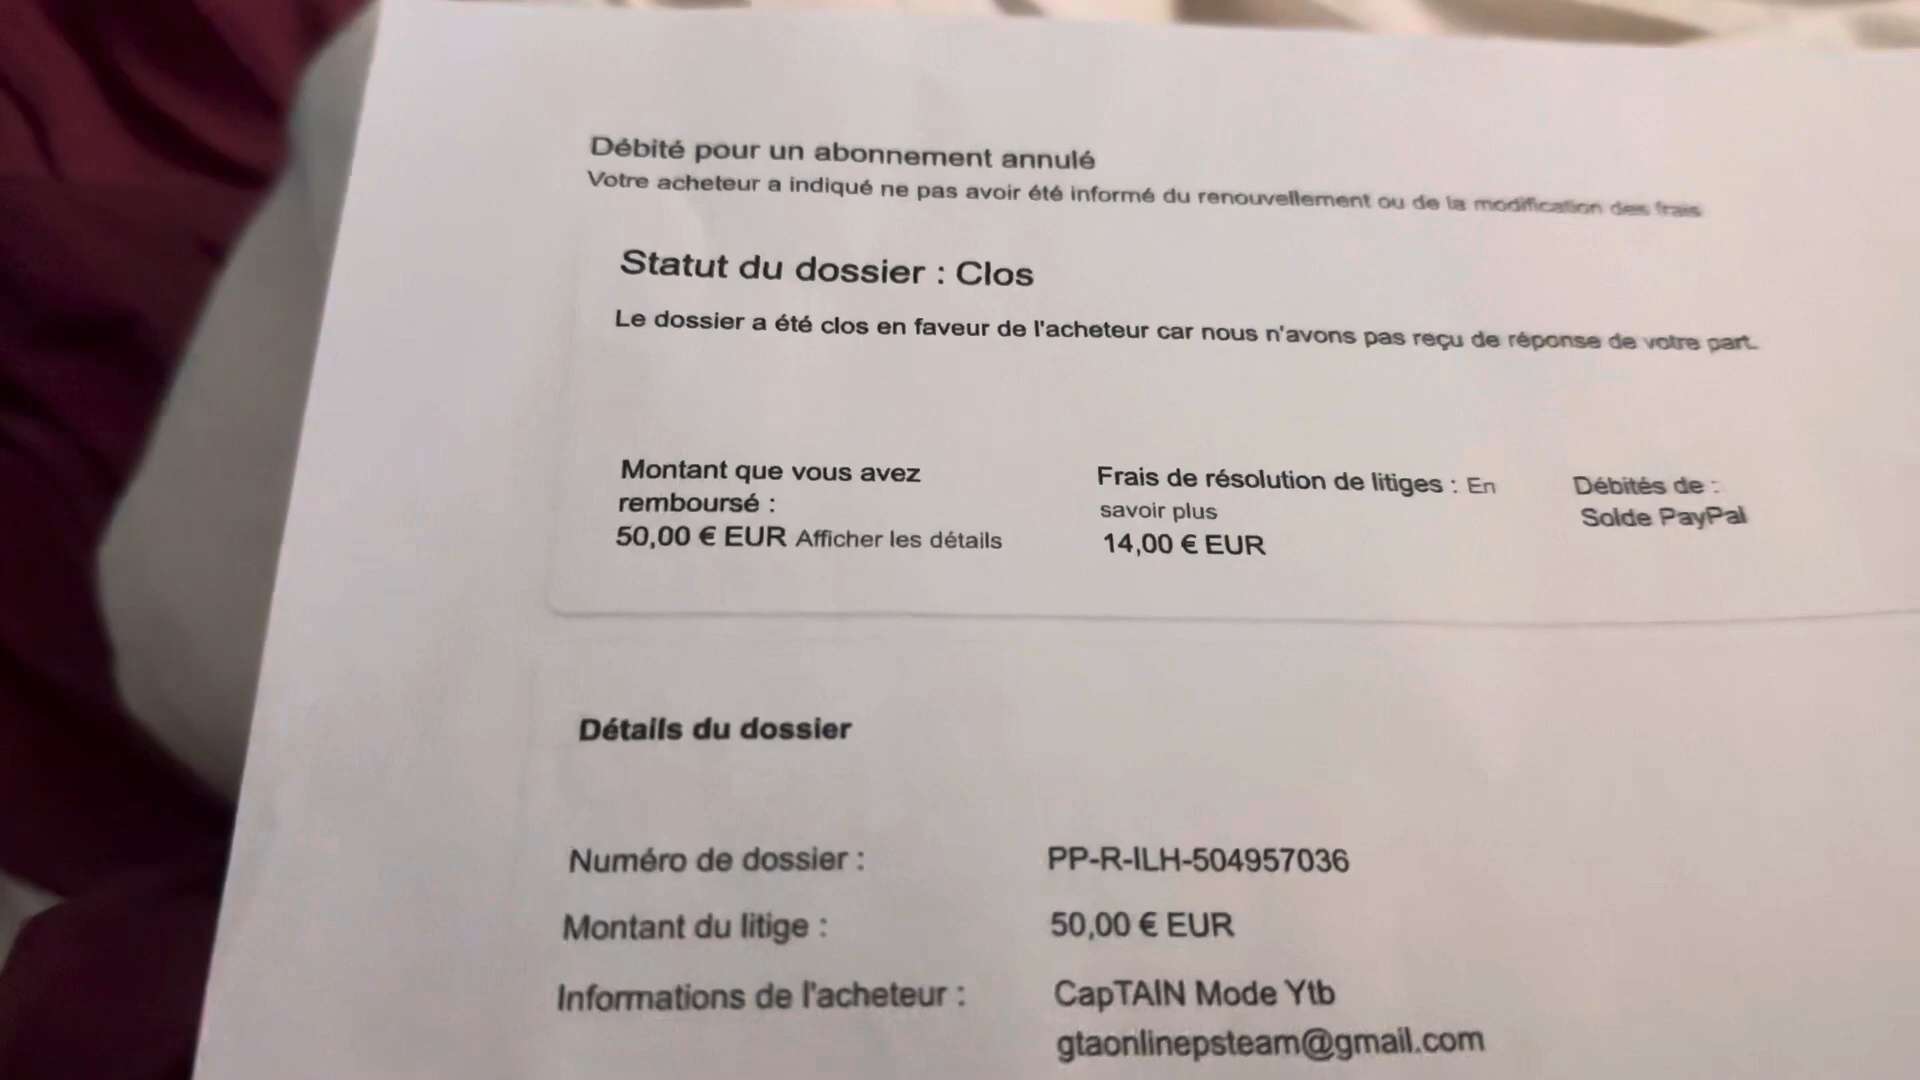 Débité pour un abonnement annulé
Votre acheteur a indiqué ne pas avoir été informé du renouvellement ou de la modification des frais
Statut du dossier : Clos
Le dossier a été clos en faveur de l'acheteur car nous n'avons pas reçu de réponse de votre part.
Montant que vous avez
remboursé :
50,00 € EUR Afficher les détails
Frais de résolution de litiges : En
savoir plus
14,00 € EUR
Débités de :
Solde PayPal
Détails du dossier
Numéro de dossier : PP-R-ILH-504957036
Montant du litige : 50,00 € EUR
Informations de l'acheteur : CapTAIN Mode Ytb
gtaonlinepsteam@gmail.com